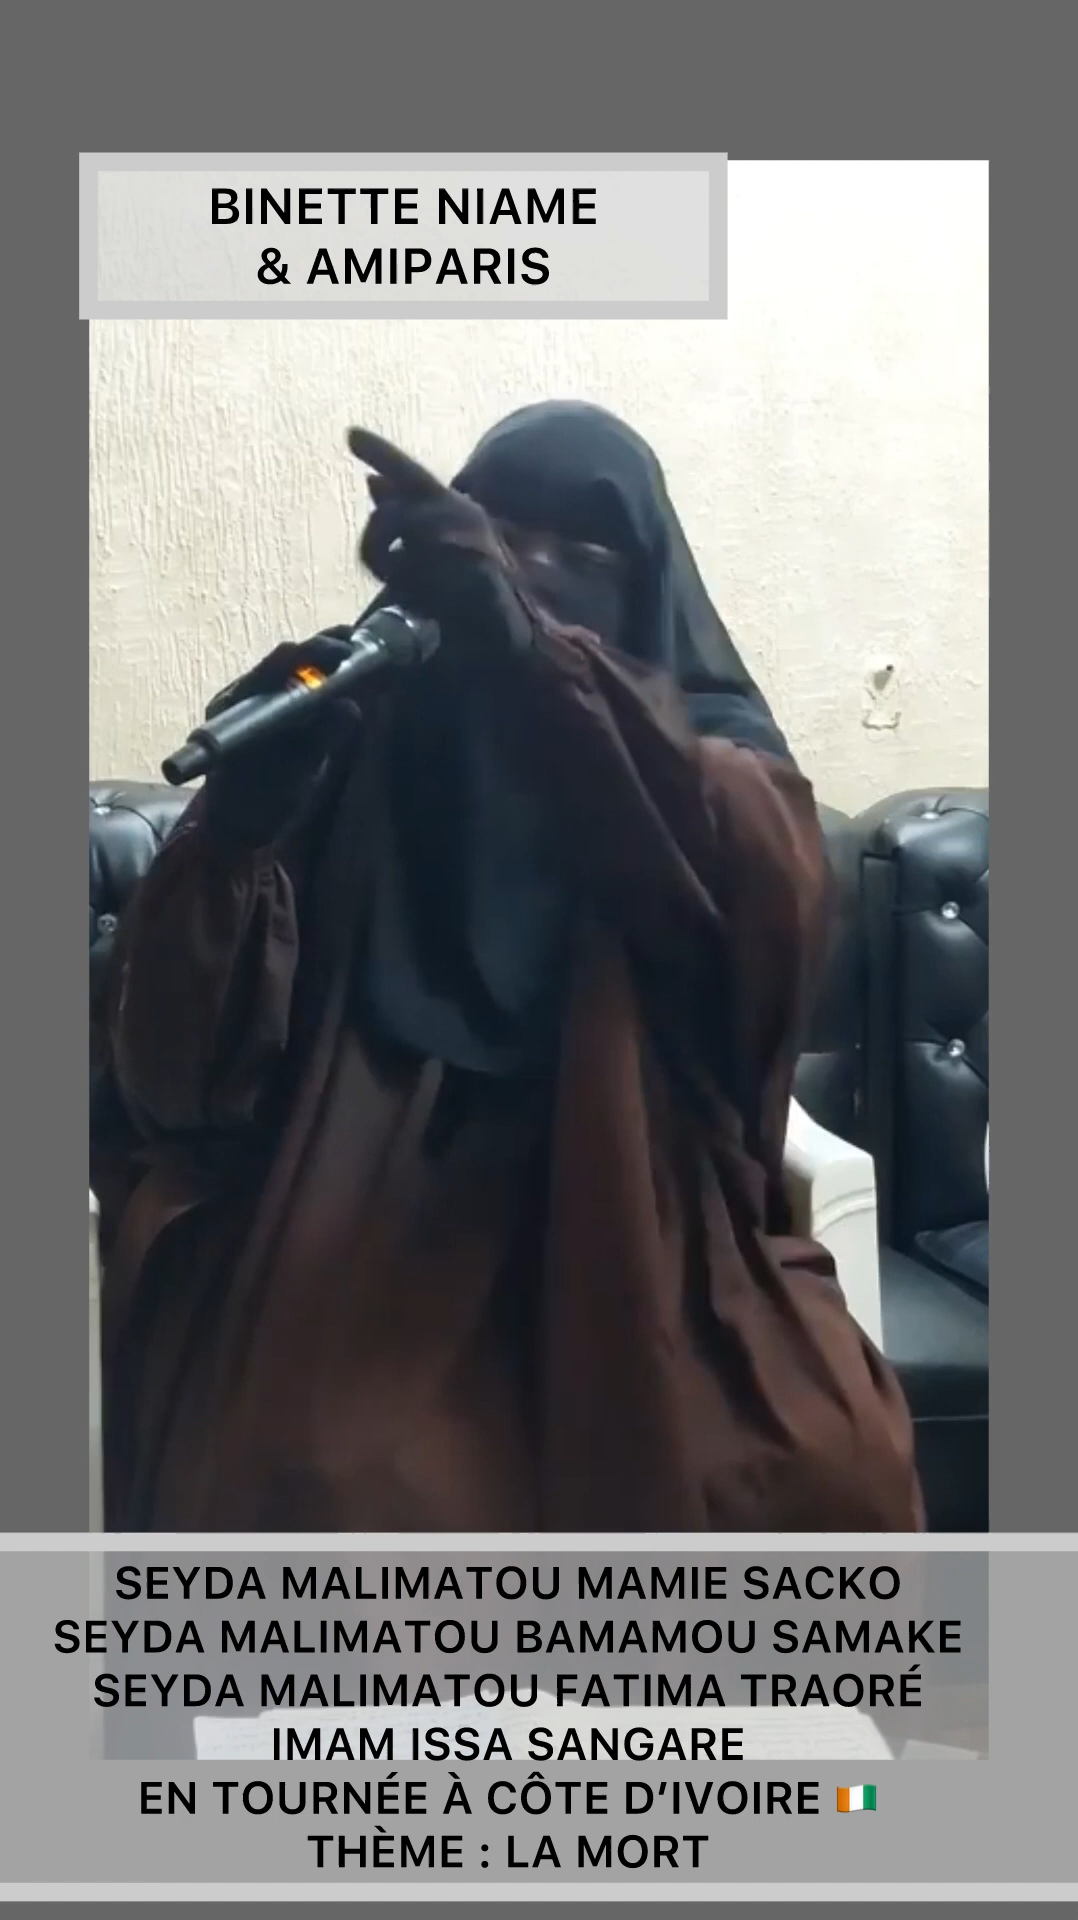 BINETTE NIAME
& AMIPARIS
SEYDA MALIMATOU MAMIE SACKO
SEYDA MALIMATOU BAMAMOU SAMAKE
SEYDA MALIMATOU FATIMA TRAORÉ
IMAM ISSA SANGARE
EN TOURNÉE À CÔTE D’IVOIRE 🇨🇮
THÈME : LA MORT